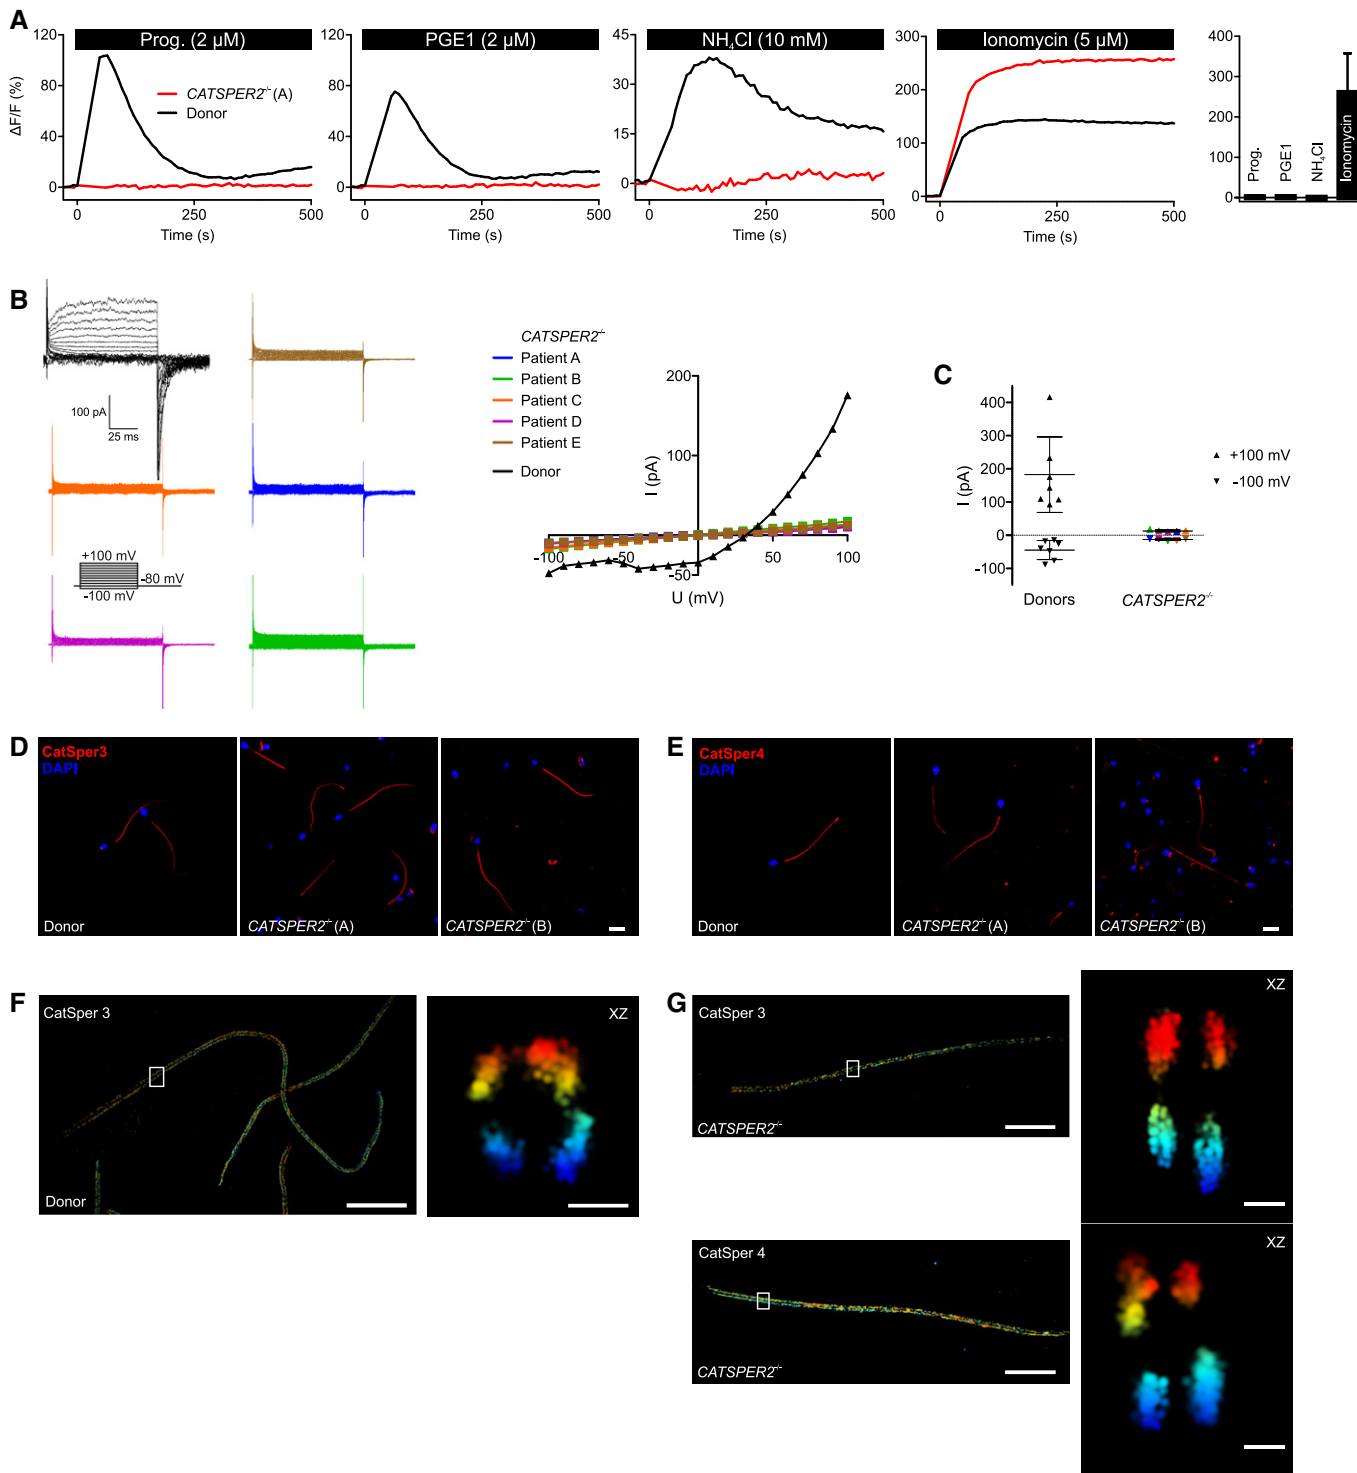 A
Prog. (2 µM)
PGE1 (2 µM)
NH4Cl (10 mM)
Ionomycin (5 µM)
ΔF/F (%)
120
80
40
0
CATSPER2-/- (A)
Donor
0
250
500
Time (s)
120
80
40
0
0
250
500
Time (s)
45
30
15
0
0
250
500
Time (s)
300
200
100
0
0
250
500
Time (s)
400
300
200
100
0
Prog.
PGE1
NH4Cl
Ionomycin
B
100 pA
25 ms
+100 mV
-80 mV
-100 mV
CATSPER2-/-
Patient A
Patient B
Patient C
Patient D
Patient E
Donor
I (pA)
200
100
-50
-100
-50
50
100
U (mV)
C
I (pA)
400
300
200
100
0
-100
Donors
CATSPER2-/-
+100 mV
-100 mV
D
CatSper3
DAPI
Donor
CATSPER2-/- (A)
CATSPER2-/- (B)
E
CatSper4
DAPI
Donor
CATSPER2-/- (A)
CATSPER2-/- (B)
F
CatSper 3
Donor
XZ
G
CatSper 3
CATSPER2-/-
XZ
CatSper 4
CATSPER2-/-
XZ